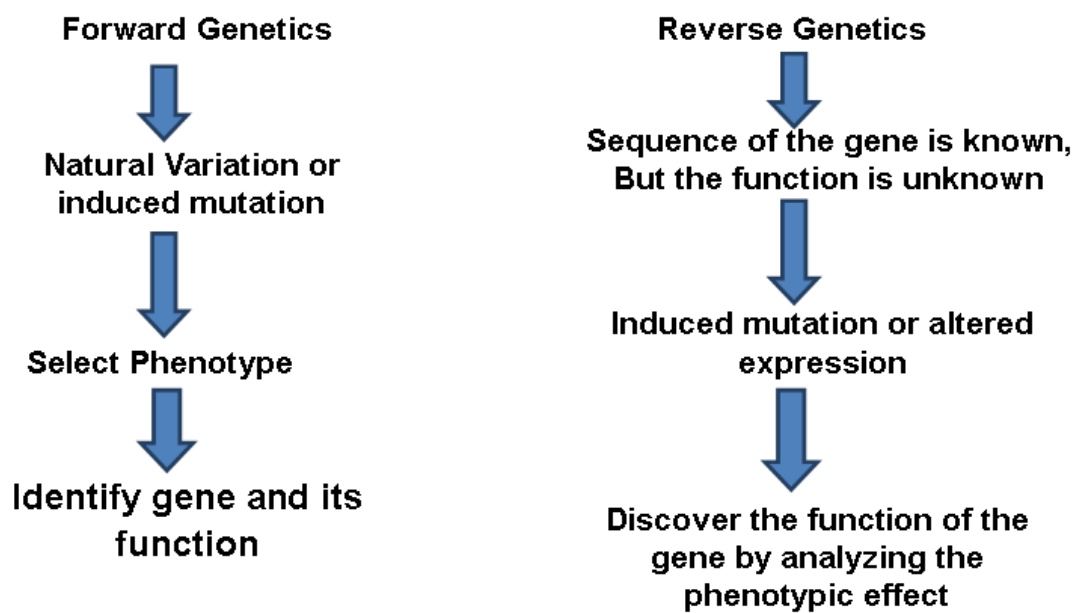 Forward Genetics
Natural Variation or
induced mutation
Select Phenotype
Identify gene and its
function
Reverse Genetics
Sequence of the gene is known,
But the function is unknown
Induced mutation or altered
expression
Discover the function of the
gene by analyzing the
phenotypic effect